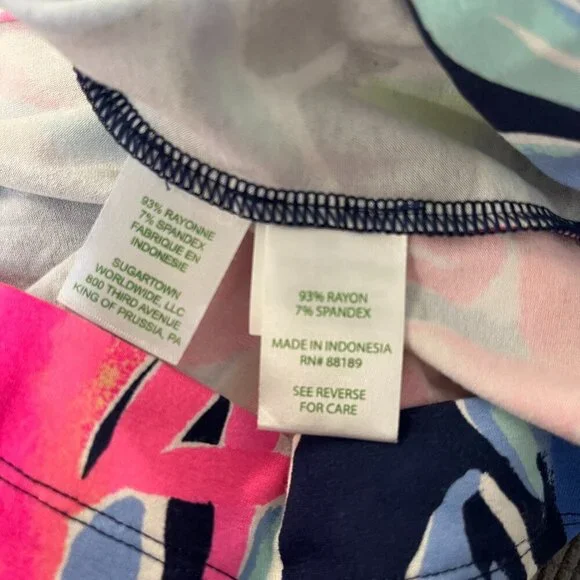 93% RAYONNE
7% SPANDEX
FABRIQUE EN
INDONESIE
SUGARTOWN
WORLDWIDE, LLC
800 THIRD AVENUE
KING OF PRUSSIA, PA
93% RAYON
7% SPANDEX
MADE IN INDONESIA
RN# 88189
SEE REVERSE
FOR CARE